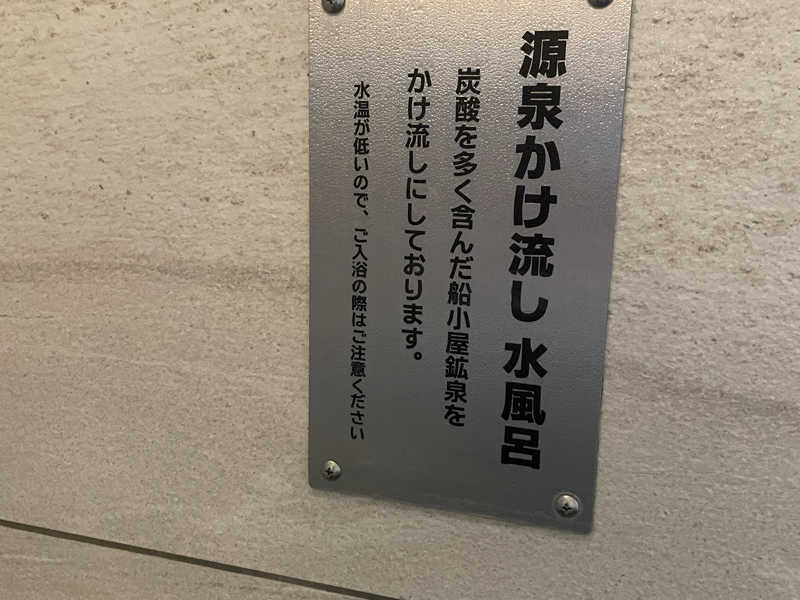 源泉かけ流し 水風呂
炭酸を多く含んだ船小屋鉱泉を
かけ流しにしております。
水温が低いので、ご入浴の際はご注意ください